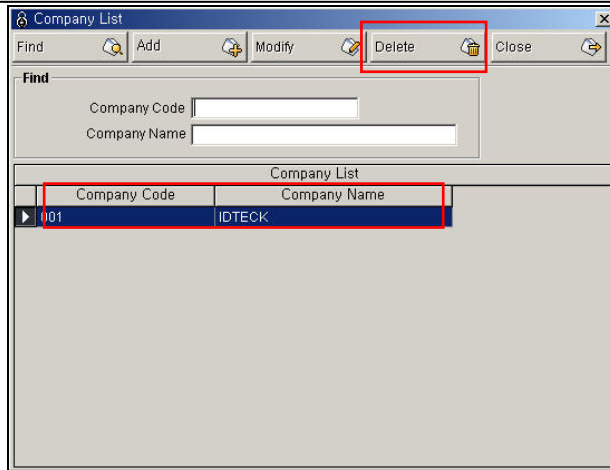 Company List
Find Add Modify Delete Close
Find
Company Code
Company Name
Company List
Company Code Company Name
001 IDTECK